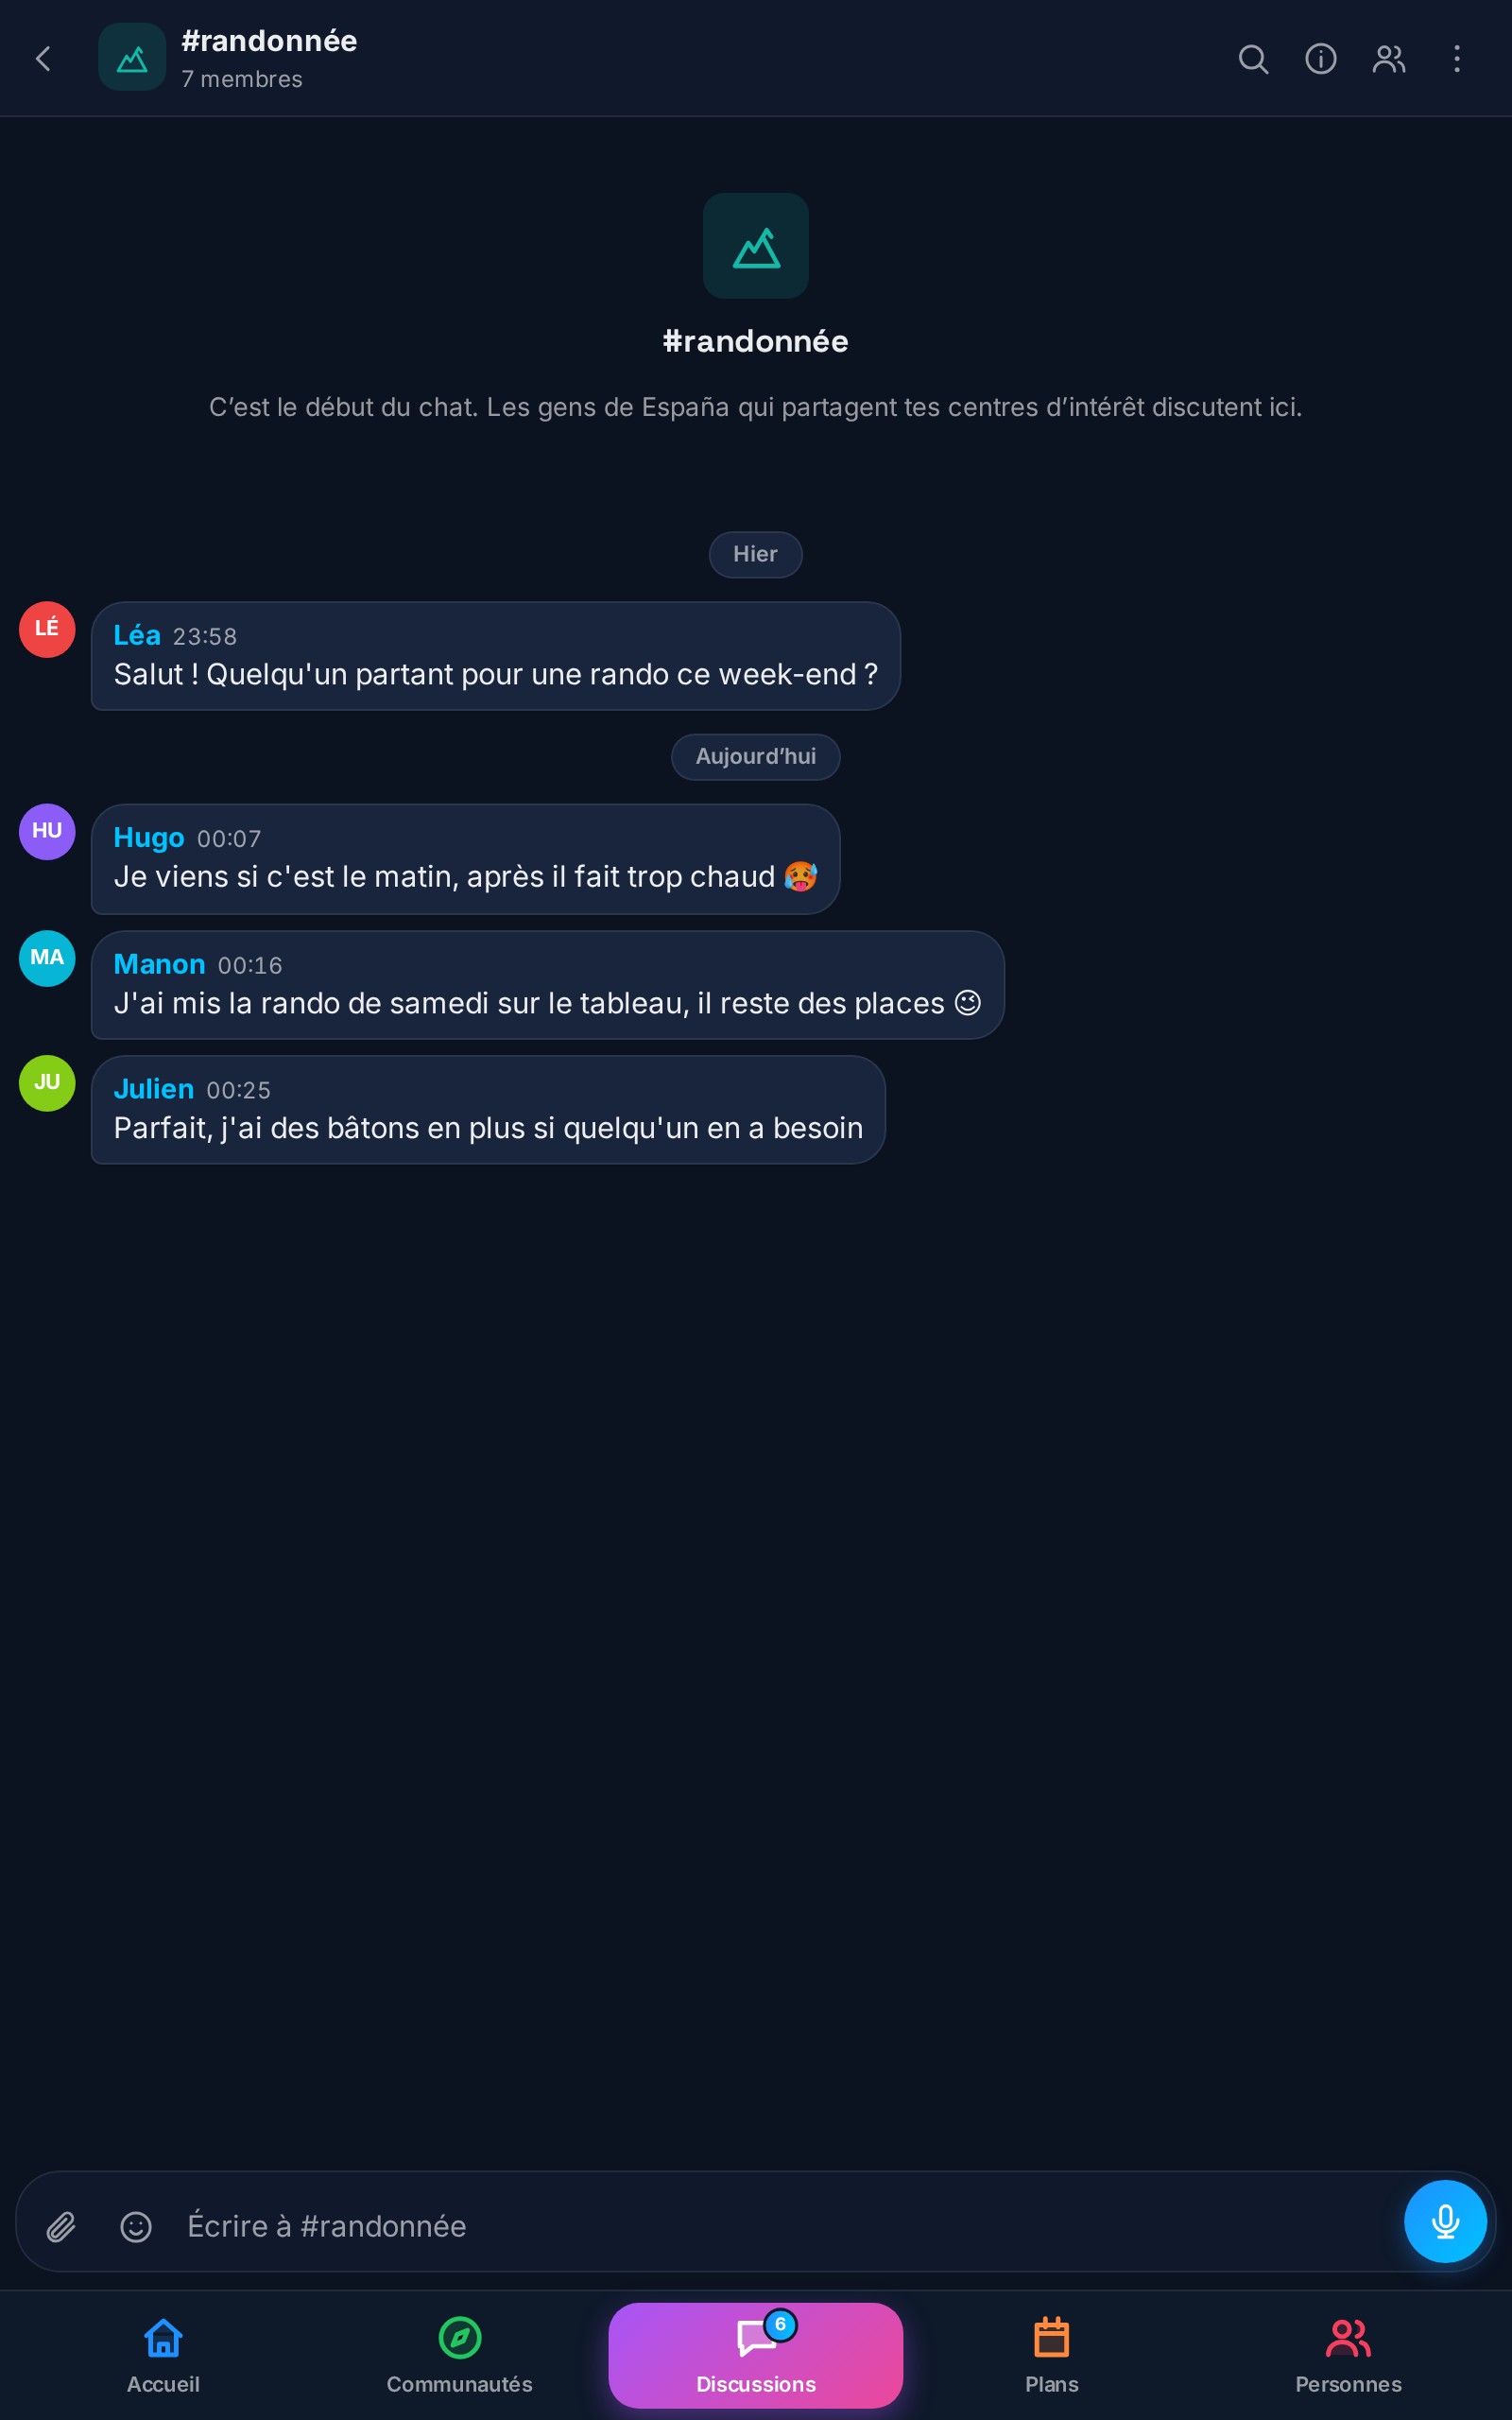 #randonnée
7 membres
#randonnée
C’est le début du chat. Les gens de España qui partagent tes centres d’intérêt discutent ici.
Hier
LÉ
Léa 23:58
Salut ! Quelqu'un partant pour une rando ce week-end ?
Aujourd’hui
HU
Hugo 00:07
Je viens si c'est le matin, après il fait trop chaud 🥵
MA
Manon 00:16
J'ai mis la rando de samedi sur le tableau, il reste des places 😉
JU
Julien 00:25
Parfait, j'ai des bâtons en plus si quelqu'un en a besoin
Écrire à #randonnée
6
Accueil
Communautés
Discussions
Plans
Personnes